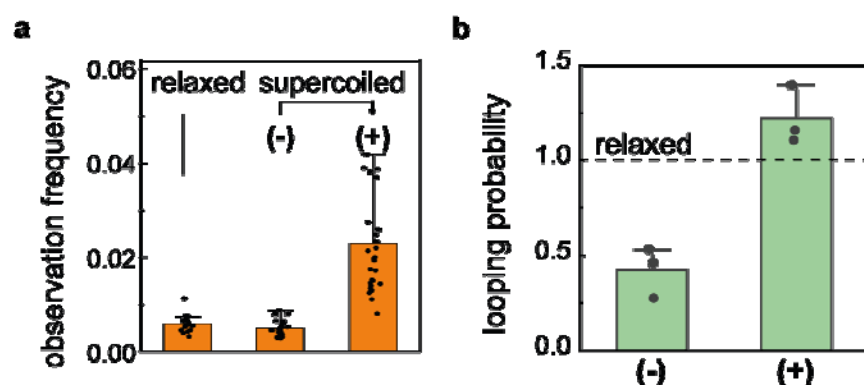 a
observation frequency
0.06
0.04
0.02
0.00
relaxed supercoiled
(-) (+)
b
looping probability
1.5
1.0
0.5
0.0
relaxed
(-) (+)